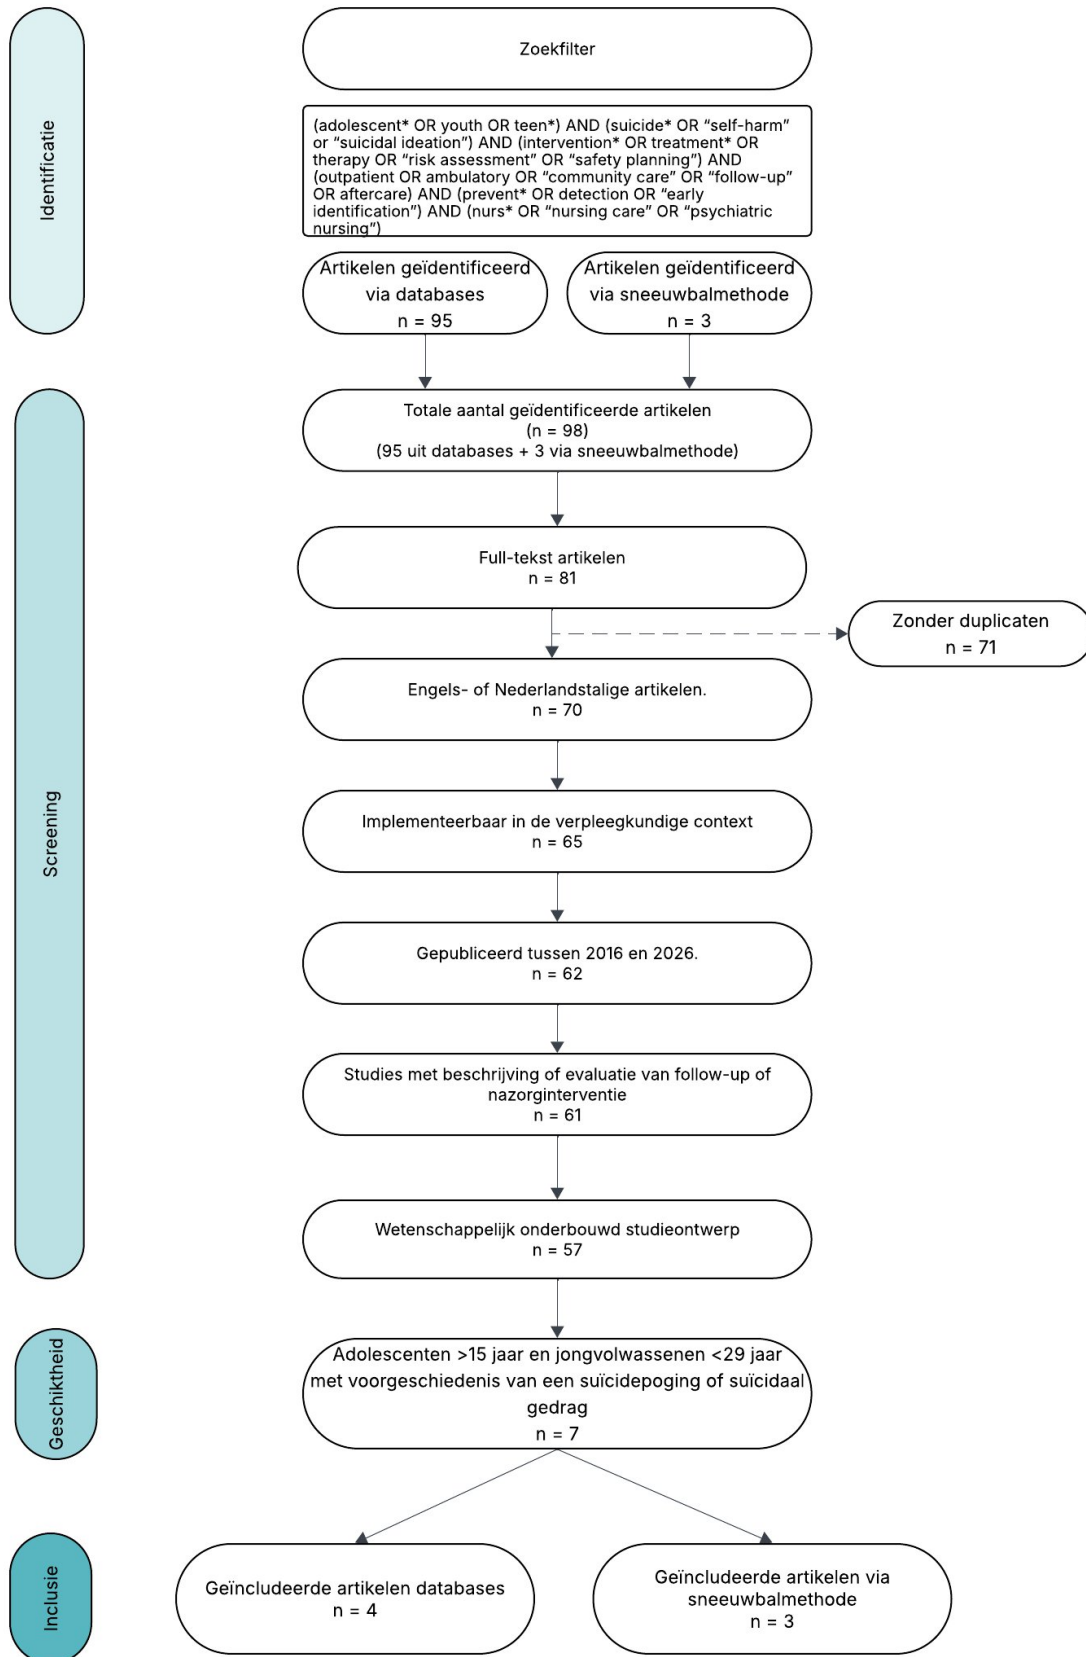 Identificatie
Zoekfilter
(adolescent* OR youth OR teen*) AND (suicide* OR “self-harm”
or “suicidal ideation”) AND (intervention* OR treatment* OR
therapy OR “risk assessment” OR “safety planning”) AND
(outpatient OR ambulatory OR “community care” OR “follow-up”
OR aftercare) AND (prevent* OR detection OR “early
identification”) AND (nurs* OR “nursing care” OR “psychiatric
nursing”)
Artikelen geïdentificeerd
via databases
n = 95
Artikelen geïdentificeerd
via sneeuwbalmethode
n = 3
Screening
Totale aantal geïdentificeerde artikelen
(n = 98)
(95 uit databases + 3 via sneeuwbalmethode)
Full-tekst artikelen
n = 81
Zonder duplicaten
n = 71
Engels- of Nederlandstalige artikelen.
n = 70
Implementeerbaar in de verpleegkundige context
n = 65
Gepubliceerd tussen 2016 en 2026.
n = 62
Studies met beschrijving of evaluatie van follow-up of
nazorginterventie
n = 61
Wetenschappelijk onderbouwd studieontwerp
n = 57
Geschiktheid
Adolescenten >15 jaar en jongvolwassenen <29 jaar
met voorgeschiedenis van een suïcidepoging of suïcidaal
gedrag
n = 7
Inclusie
Geïncludeerde artikelen databases
n = 4
Geïncludeerde artikelen via
sneeuwbalmethode
n = 3